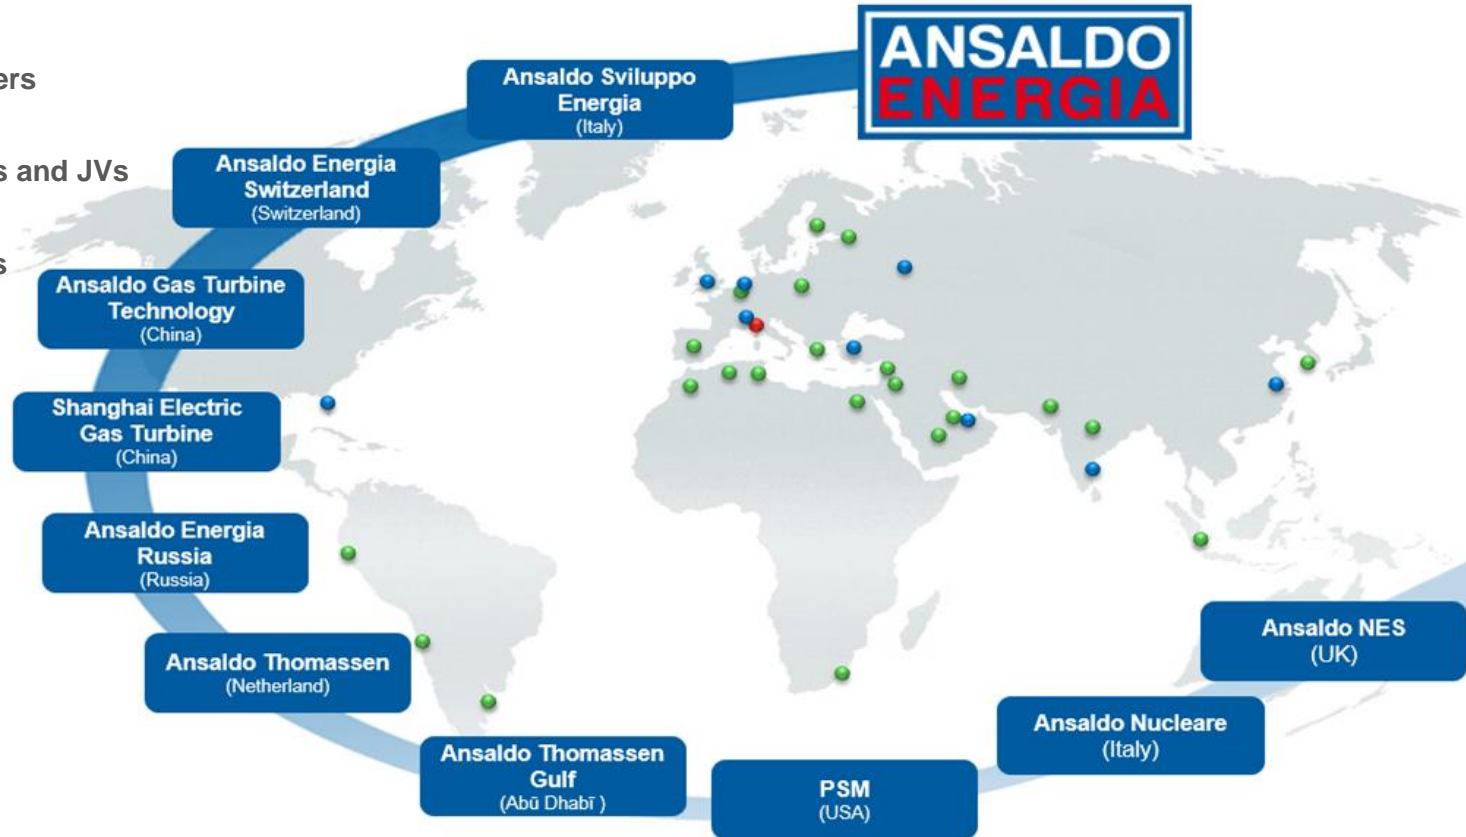 ANSALDO
ENERGIA
ers
s and JVs
s
Ansaldo Sviluppo
Energia
(Italy)
Ansaldo Energia
Switzerland
(Switzerland)
Ansaldo Gas Turbine
Technology
(China)
Shanghai Electric
Gas Turbine
(China)
Ansaldo Energia
Russia
(Russia)
Ansaldo Thomassen
(Netherland)
Ansaldo Thomassen
Gulf
(Abū Dhabī )
PSM
(USA)
Ansaldo Nucleare
(Italy)
Ansaldo NES
(UK)